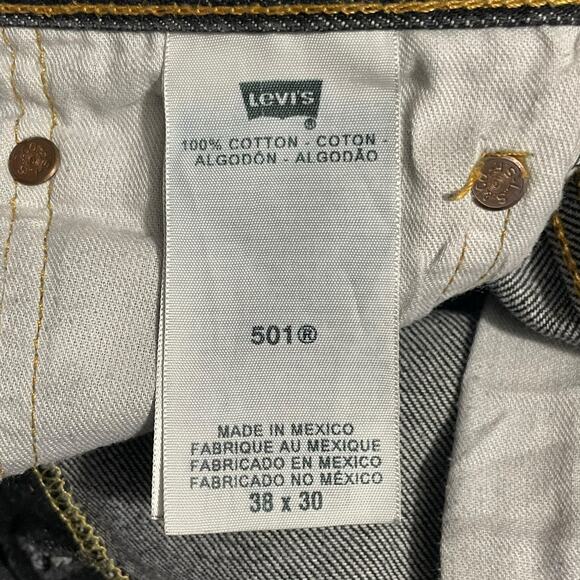 Levi's
®
100% COTTON - COTON -
ALGODÓN - ALGODÃO
501®
MADE IN MEXICO
FABRIQUE AU MEXIQUE
FABRICADO EN MEXICO
FABRICADO NO MÉXICO
38 x 30